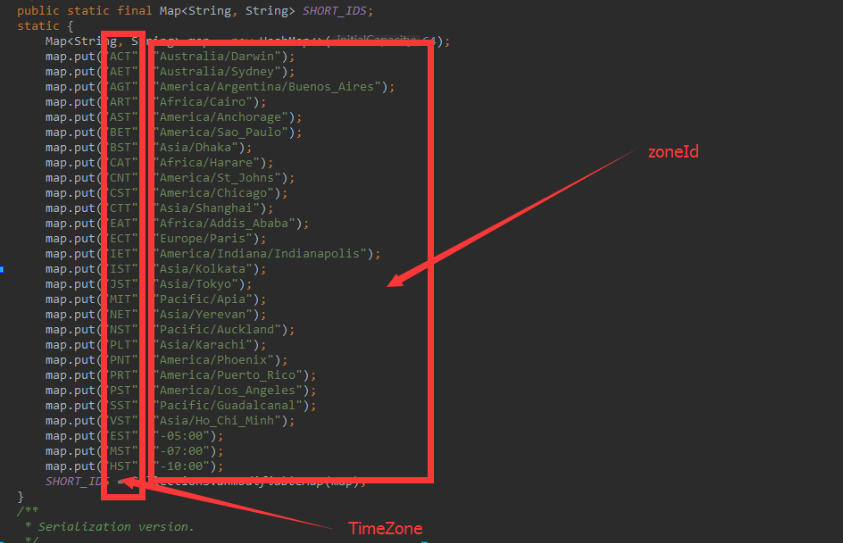 public static final Map<String, String> SHORT_IDS;
static {
Map<String, String> map = new HashMap<>( initialCapacity: 64);
map.put("ACT", "Australia/Darwin");
map.put("AET", "Australia/Sydney");
map.put("AGT", "America/Argentina/Buenos_Aires");
map.put("ART", "Africa/Cairo");
map.put("AST", "America/Anchorage");
map.put("BET", "America/Sao_Paulo");
map.put("BST", "Asia/Dhaka");
map.put("CAT", "Africa/Harare");
map.put("CNT", "America/St_Johns");
map.put("CST", "America/Chicago");
map.put("CTT", "Asia/Shanghai");
map.put("EAT", "Africa/Addis_Ababa");
map.put("ECT", "Europe/Paris");
map.put("IET", "America/Indiana/Indianapolis");
map.put("IST", "Asia/Kolkata");
map.put("JST", "Asia/Tokyo");
map.put("MIT", "Pacific/Apia");
map.put("NET", "Asia/Yerevan");
map.put("NST", "Pacific/Auckland");
map.put("PLT", "Asia/Karachi");
map.put("PNT", "America/Phoenix");
map.put("PRT", "America/Puerto_Rico");
map.put("PST", "America/Los_Angeles");
map.put("SST", "Pacific/Guadalcanal");
map.put("VST", "Asia/Ho_Chi_Minh");
map.put("EST", "-05:00");
map.put("MST", "-07:00");
map.put("HST", "-10:00");
SHORT_IDS = Collections.unmodifiableMap(map);
}
/**
* Serialization version.
*/
zoneId
TimeZone